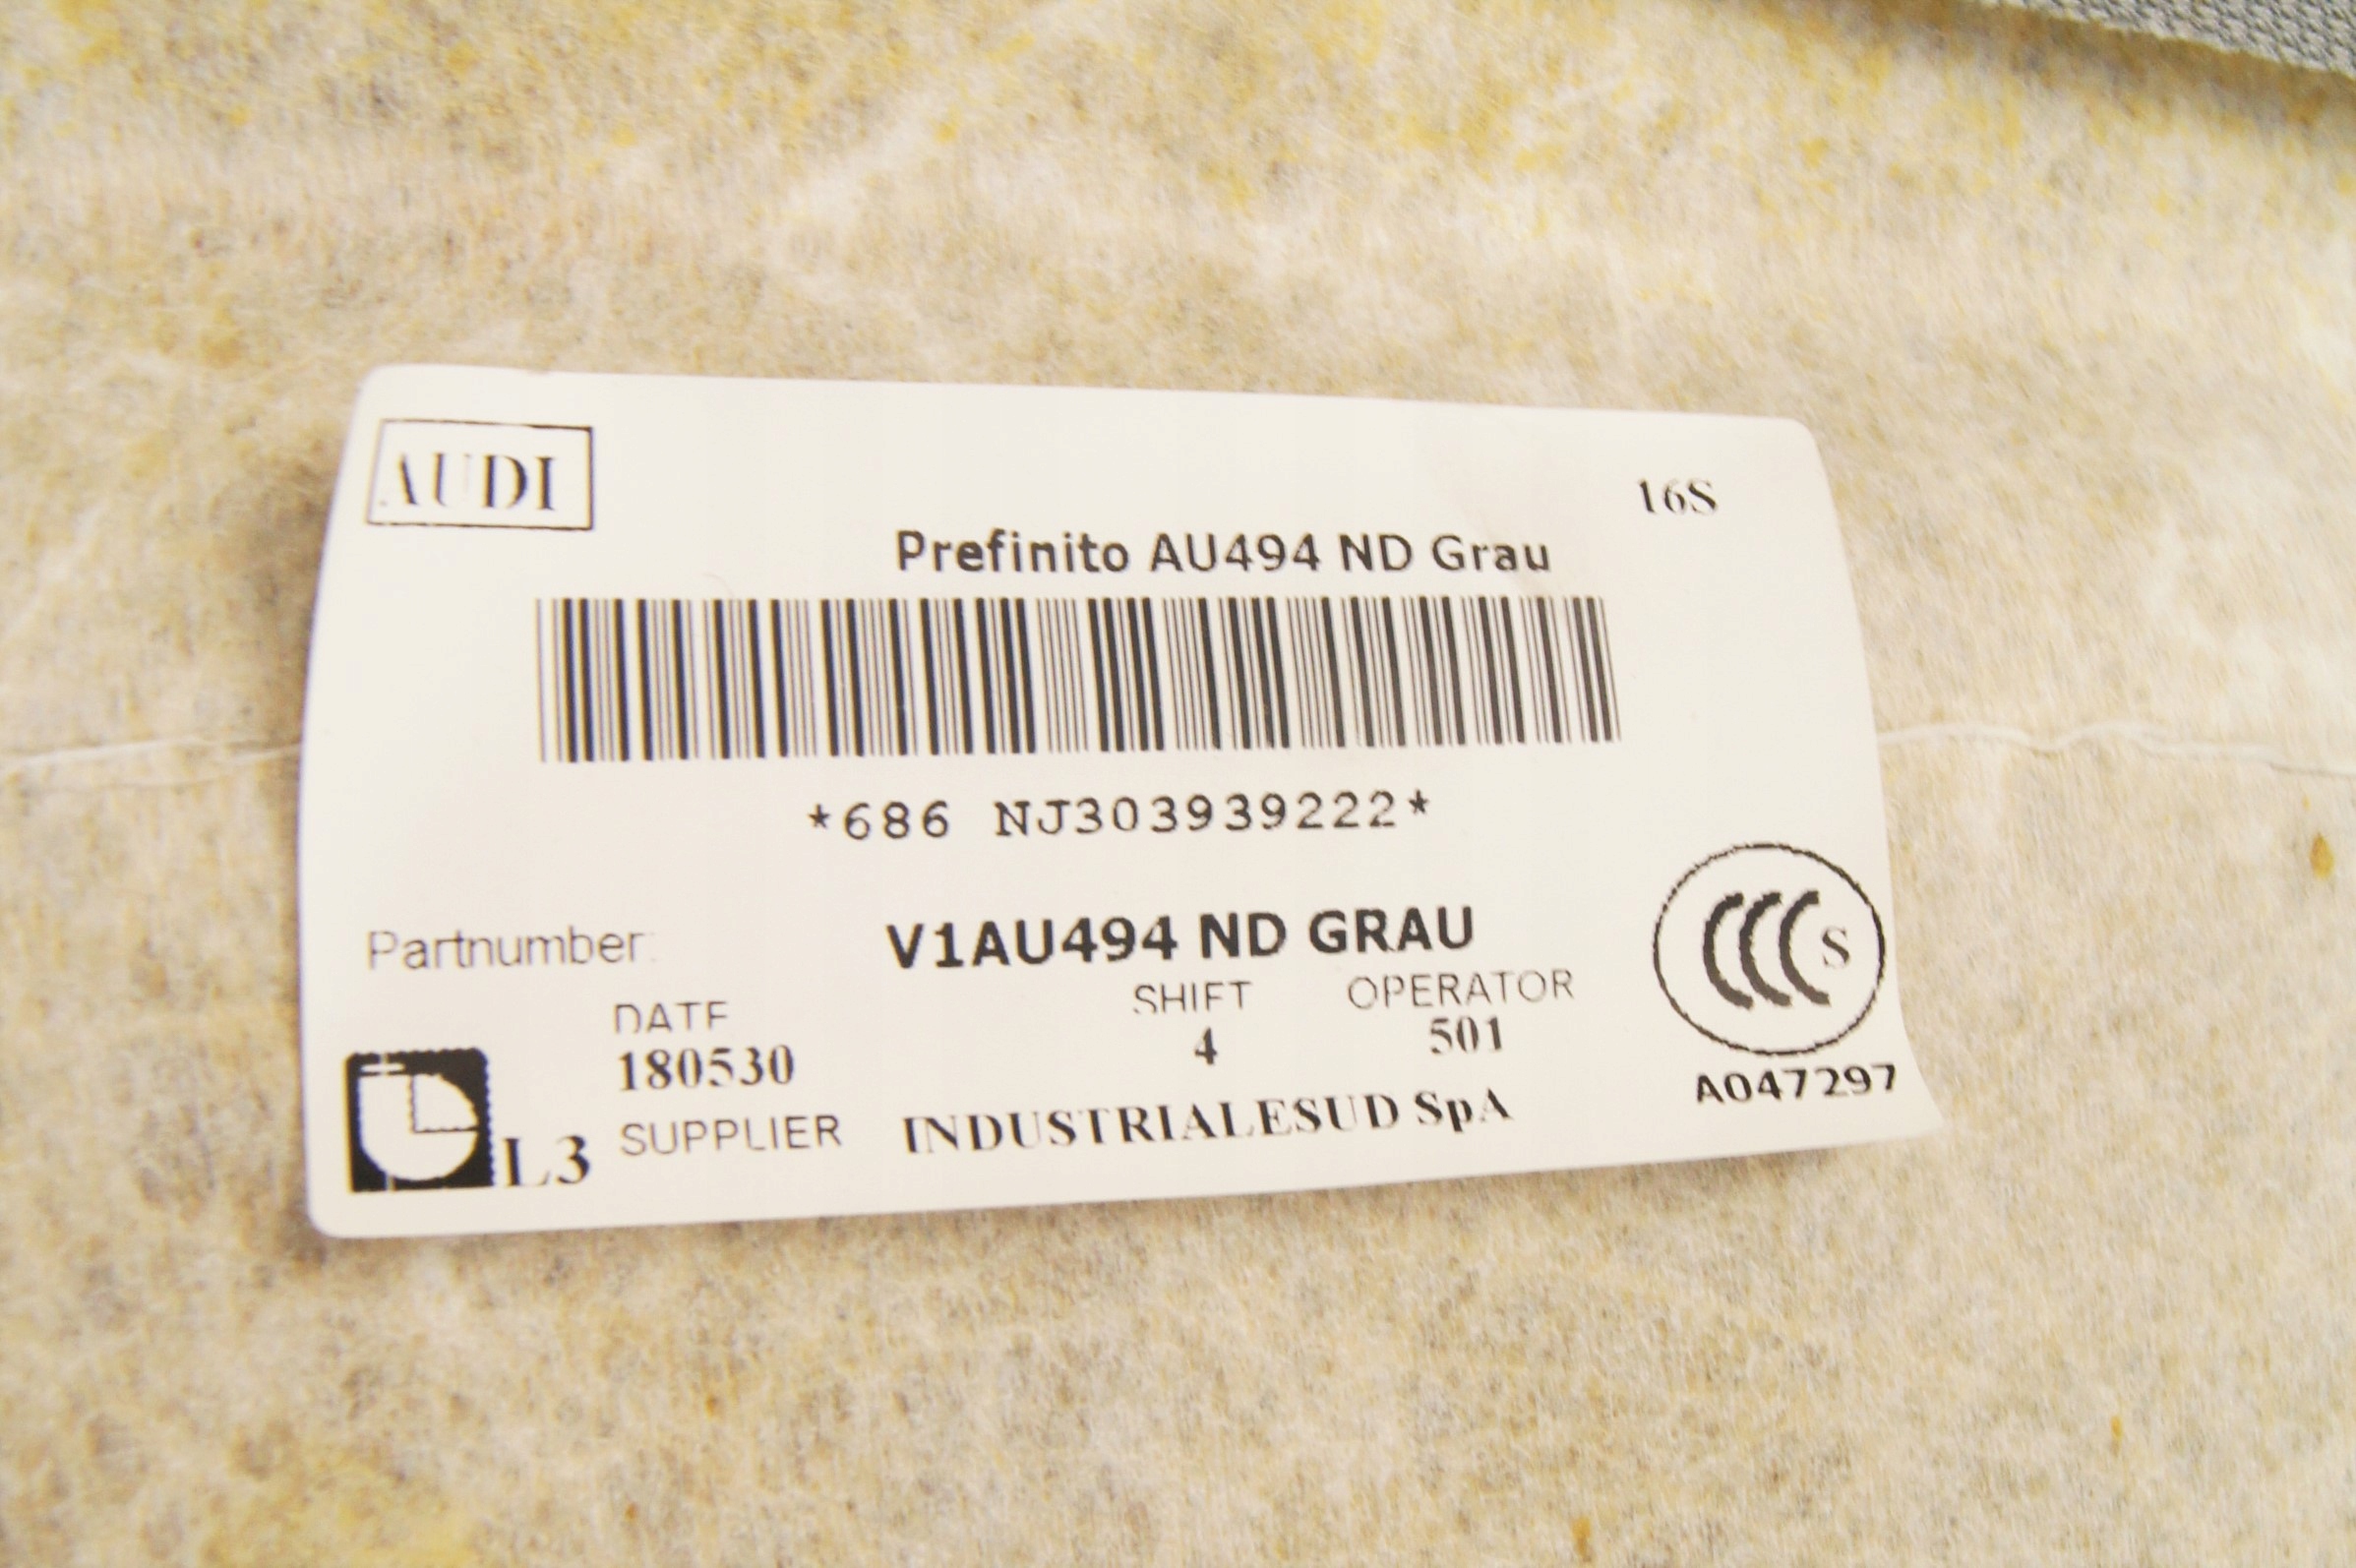 AUDI
16S
Prefinito AU494 ND Grau
*686 NJ303939222*
Partnumber:
V1AU494 ND GRAU
DATE
SHIFT
OPERATOR
180530
4
501
CCC S
A047297
L3
SUPPLIER
INDUSTRIALESUD SpA